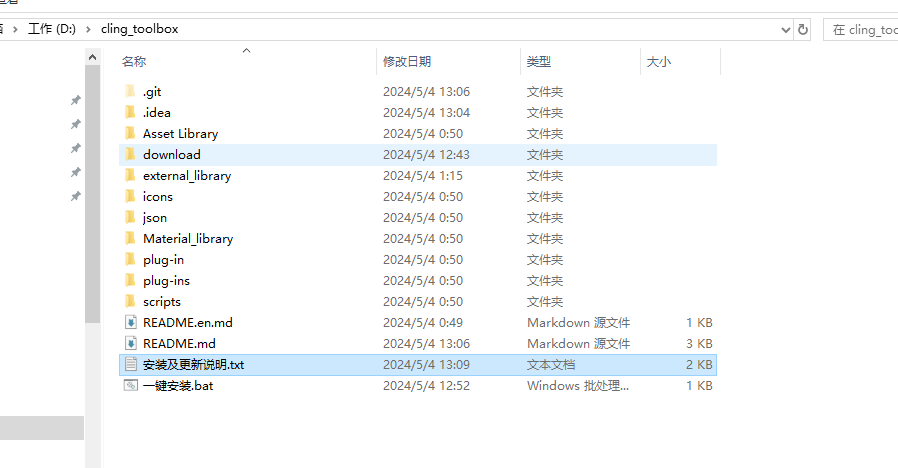 工作 (D:) › cling_toolbox
在 cling_too
名称 修改日期 类型 大小
.git 2024/5/4 13:06 文件夹
.idea 2024/5/4 13:04 文件夹
Asset Library 2024/5/4 0:50 文件夹
download 2024/5/4 12:43 文件夹
external_library 2024/5/4 1:15 文件夹
icons 2024/5/4 0:50 文件夹
json 2024/5/4 0:50 文件夹
Material_library 2024/5/4 0:50 文件夹
plug-in 2024/5/4 0:50 文件夹
plug-ins 2024/5/4 0:50 文件夹
scripts 2024/5/4 0:50 文件夹
README.en.md 2024/5/4 0:49 Markdown 源文件 1 KB
README.md 2024/5/4 13:06 Markdown 源文件 3 KB
安装及更新说明.txt 2024/5/4 13:09 文本文档 2 KB
一键安装.bat 2024/5/4 12:52 Windows 批处理... 1 KB